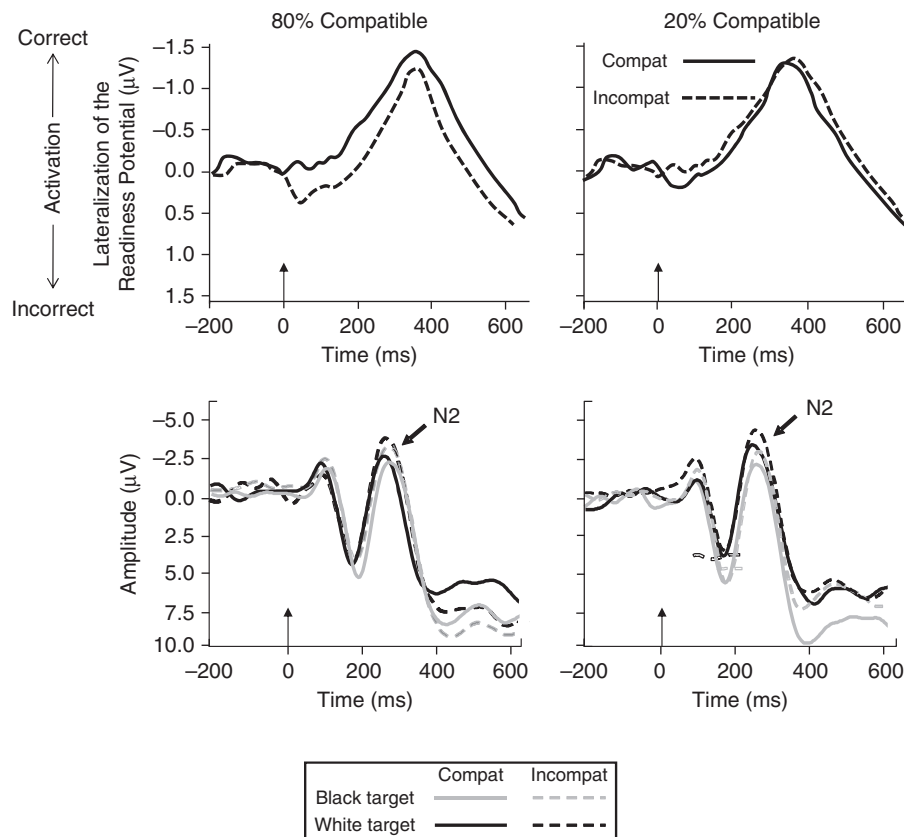 80% Compatible
20% Compatible
Correct
Activation
Incorrect
Lateralization of the
Readiness Potential (μV)
–1.5
–1.0
–0.5
0.0
0.5
1.0
1.5
–200 0 200 400 600
Time (ms)
Compat
Incompat
–200 0 200 400 600
Time (ms)
Amplitude (μV)
–5.0
–2.5
0.0
2.5
5.0
7.5
10.0
N2
–200 0 200 400 600
Time (ms)
N2
–200 0 200 400 600
Time (ms)
Compat Incompat
Black target
White target